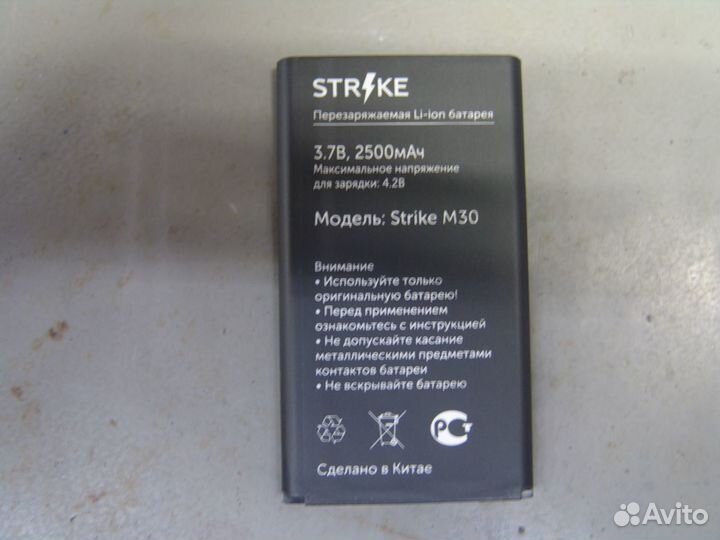 STRIKE
Перезаряжаемая Li-ion батарея
3.7В, 2500мАч
Максимальное напряжение
для зарядки: 4.2В
Модель: Strike M30
Внимание
• Используйте только
оригинальную батарею!
• Перед применением
ознакомьтесь с инструкцией
• Не допускайте касание
металлическими предметами
контактов батареи
• Не вскрывайте батарею
РСТ
Сделано в Китае
Avito